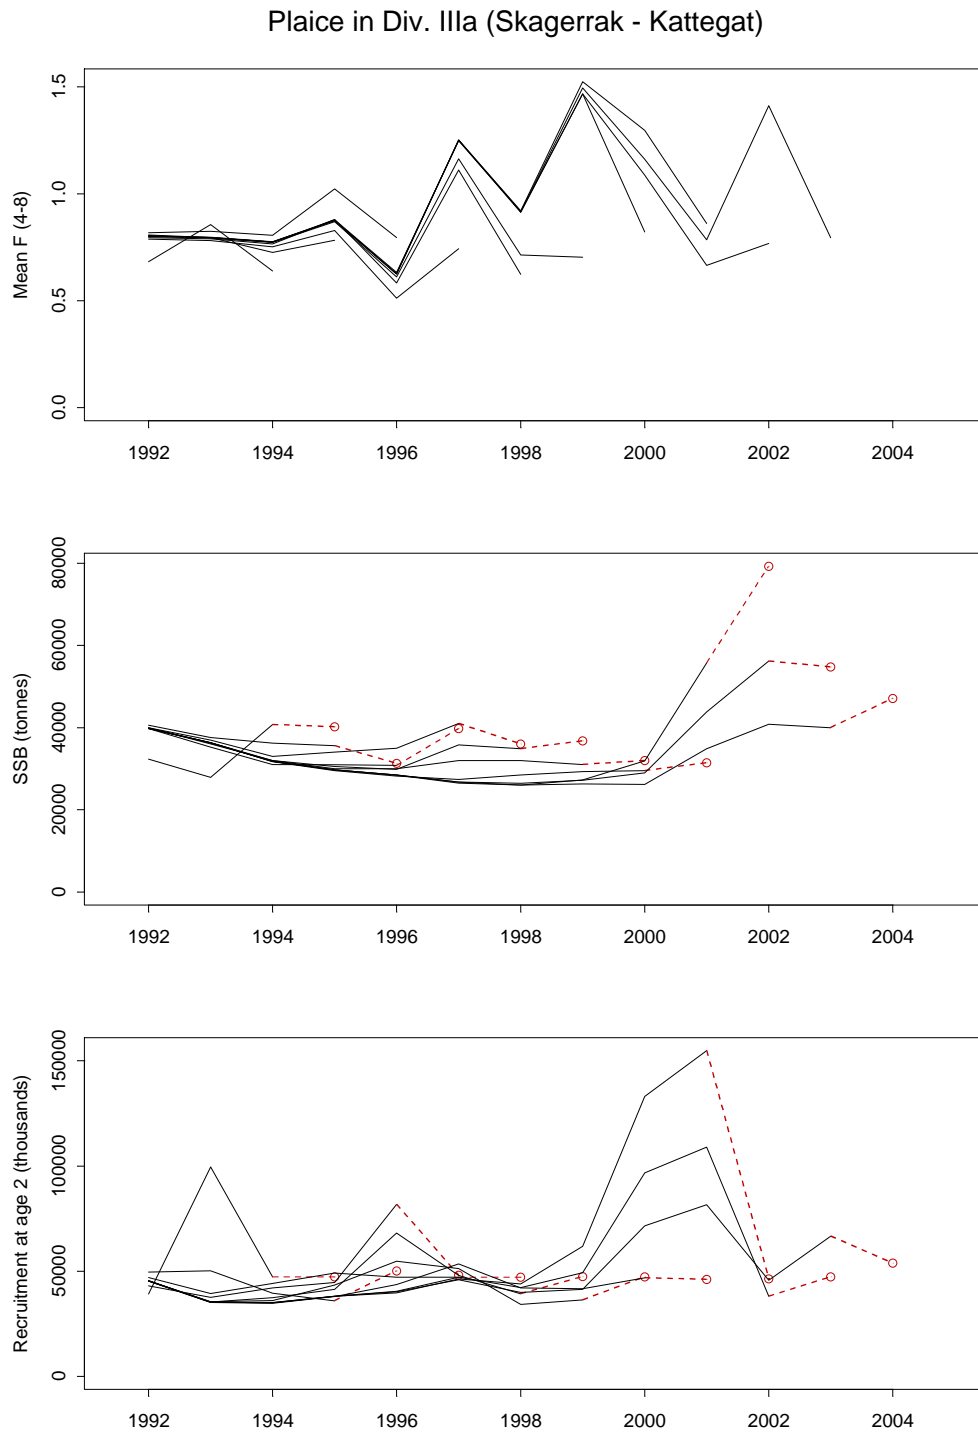 Plaice in Div. IIIa (Skagerrak - Kattegat)
Mean F (4-8)
1.5
1.0
0.5
0.0
1992 1994 1996 1998 2000 2002 2004
SSB (tonnes)
80000
60000
40000
20000
0
1992 1994 1996 1998 2000 2002 2004
Recruitment at age 2 (thousands)
150000
100000
50000
0
1992 1994 1996 1998 2000 2002 2004